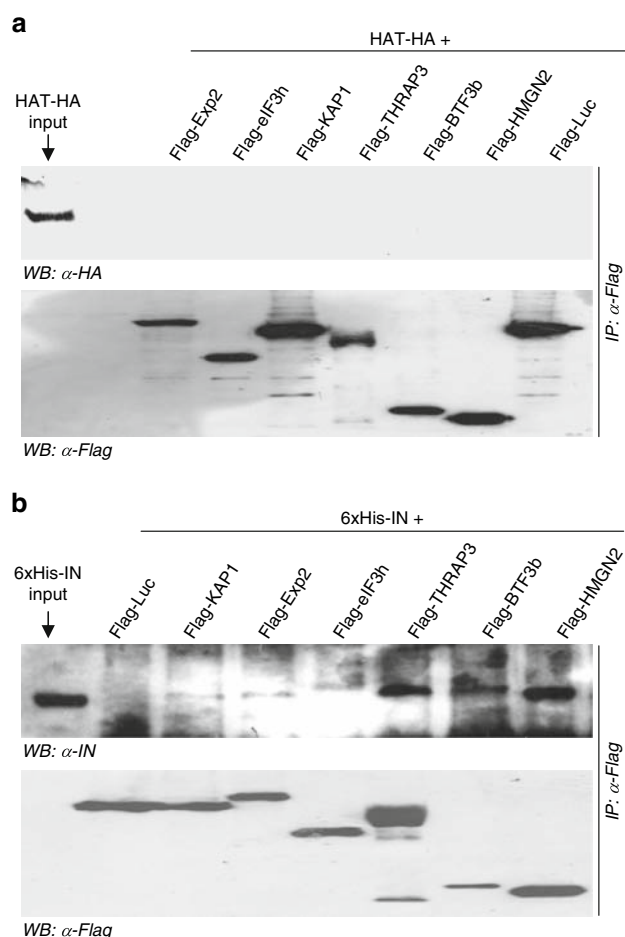 a
HAT-HA +
HAT-HA
input
Flag-Exp2
Flag-eIF3h
Flag-KAP1
Flag-THRAP3
Flag-BTF3b
Flag-HMGN2
Flag-Luc
WB: α-HA
IP: α-Flag
WB: α-Flag
b
6xHis-IN +
6xHis-IN
input
Flag-Luc
Flag-KAP1
Flag-Exp2
Flag-eIF3h
Flag-THRAP3
Flag-BTF3b
Flag-HMGN2
WB: α-IN
IP: α-Flag
WB: α-Flag